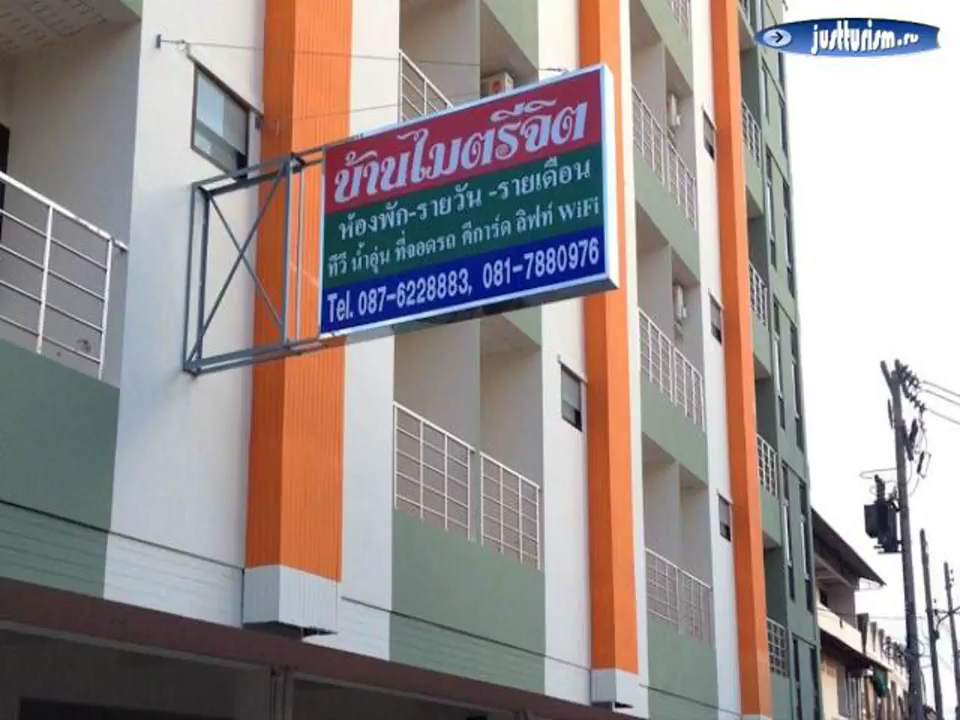 justturism.ru
บ้านไมตรีจิต
ห้องพัก-รายวัน -รายเดือน
ทีวี น้ำอุ่น ที่จอดรถ คีการ์ด ลิฟท์ WiFi
Tel. 087-6228883, 081-7880976